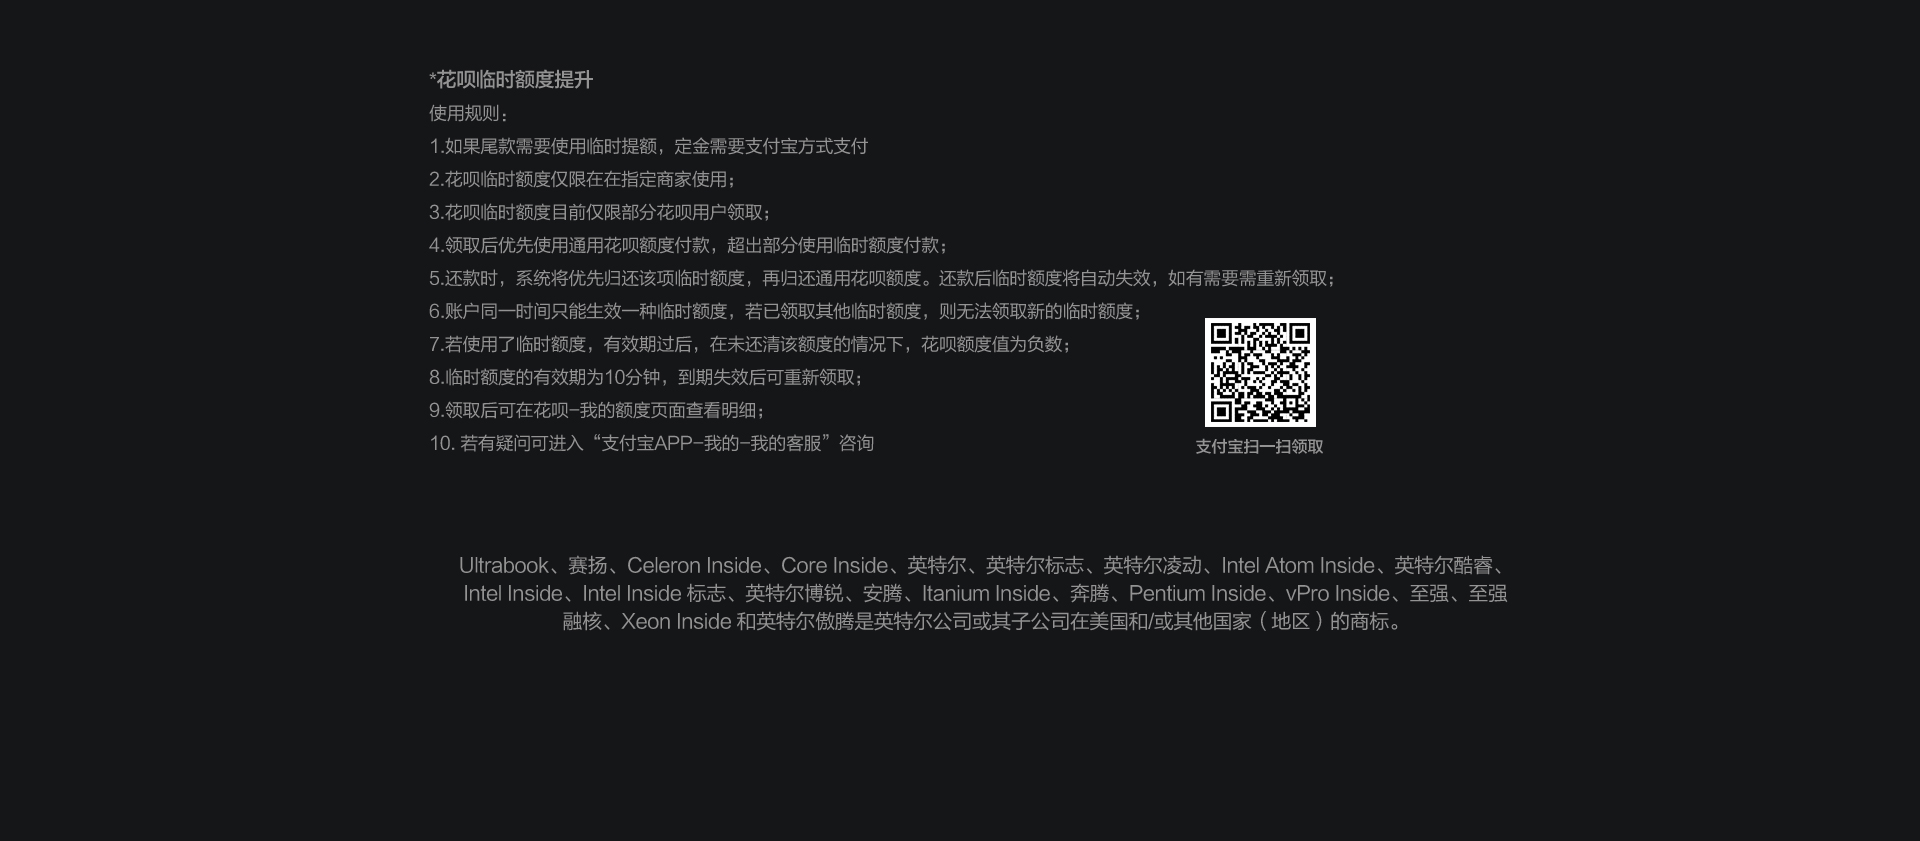 *花呗临时额度提升
使用规则：
1.如果尾款需要使用临时提额，定金需要支付宝方式支付
2.花呗临时额度仅限在在指定商家使用；
3.花呗临时额度目前仅限部分花呗用户领取；
4.领取后优先使用通用花呗额度付款，超出部分使用临时额度付款；
5.还款时，系统将优先归还该项临时额度，再归还通用花呗额度。还款后临时额度将自动失效，如有需要需重新领取；
6.账户同一时间只能生效一种临时额度，若已领取其他临时额度，则无法领取新的临时额度；
7.若使用了临时额度，有效期过后，在未还清该额度的情况下，花呗额度值为负数；
8.临时额度的有效期为10分钟，到期失效后可重新领取；
9.领取后可在花呗-我的额度页面查看明细；
10. 若有疑问可进入“支付宝APP-我的-我的客服”咨询
支付宝扫一扫领取
Ultrabook、赛扬、Celeron Inside、Core Inside、英特尔、英特尔标志、英特尔凌动、Intel Atom Inside、英特尔酷睿、
Intel Inside、Intel Inside 标志、英特尔博锐、安腾、Itanium Inside、奔腾、Pentium Inside、vPro Inside、至强、至强
融核、Xeon Inside 和英特尔傲腾是英特尔公司或其子公司在美国和/或其他国家（地区）的商标。